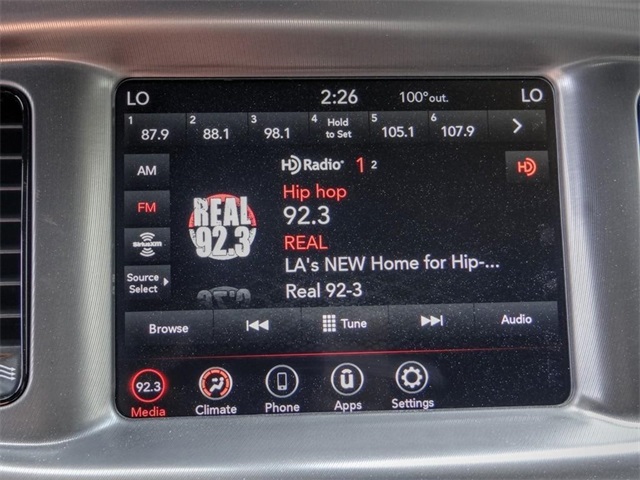 LO 2:26 100°out. LO
1 87.9 2 88.1 3 98.1 4 Hold to Set 5 105.1 6 107.9
AM
HD Radio 1 2
HD
Hip hop
FM
92.3
REAL
92.3
REAL
SiriusXM
LA's NEW Home for Hip-...
Source
Select
Real 92-3
Browse Tune Audio
92.3
Media Climate Phone Apps Settings